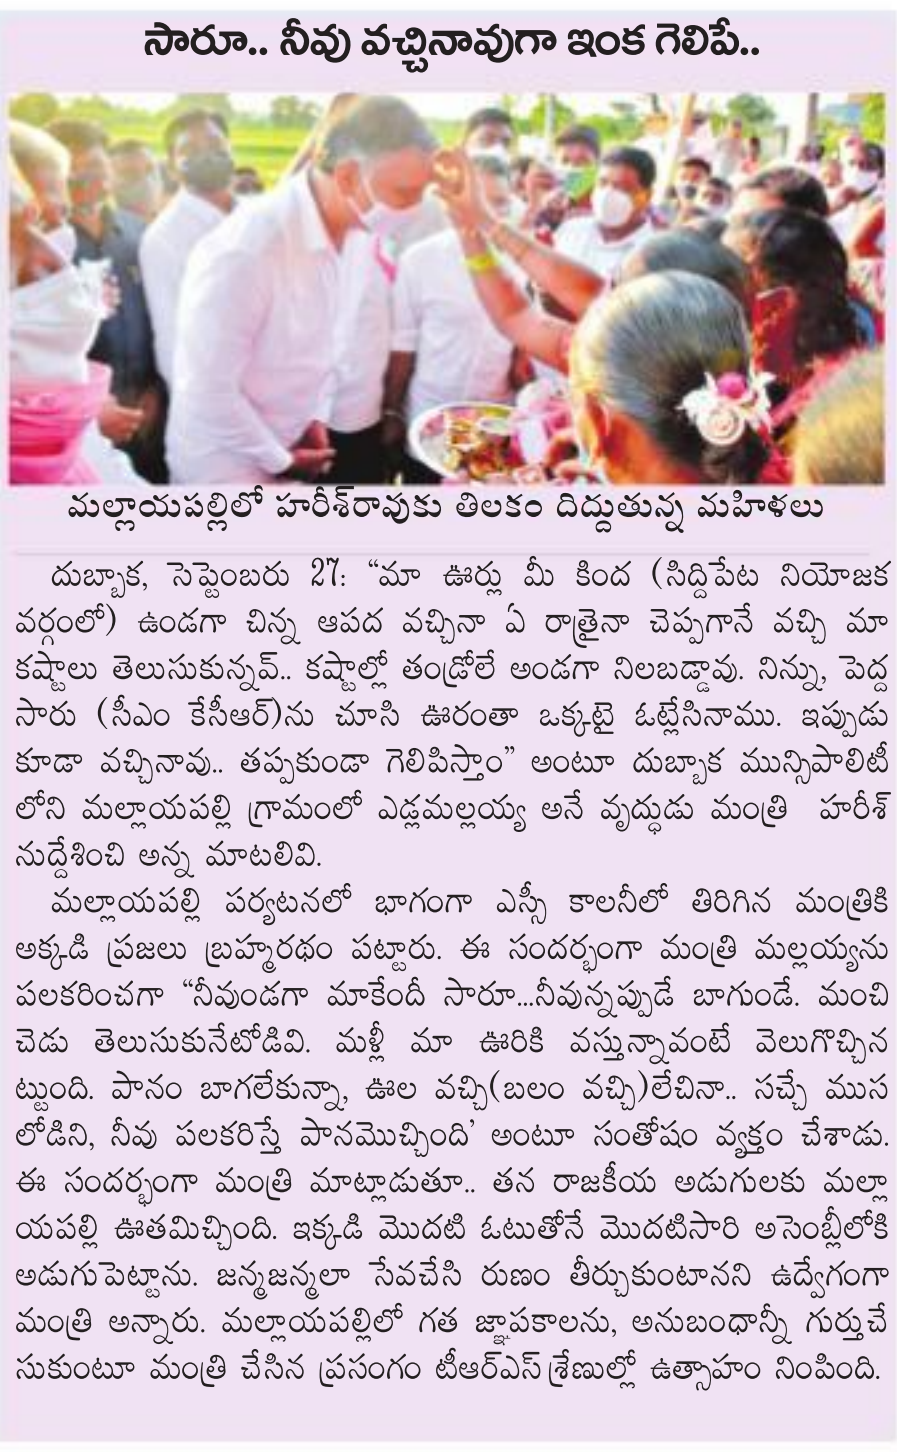 సారూ.. నీవు వచ్చినావుగా ఇంక గెలిపే..
మల్లాయపల్లిలో హరీశ్‌రావుకు తిలకం దిద్దుతున్న మహిళలు
దుబ్బాక, సెప్టెంబరు 27: “మా ఊర్లు మీ కింద (సిద్దిపేట నియోజక
వర్గంలో) ఉండగా చిన్న ఆపద వచ్చినా ఏ రాత్రైనా చెప్పగానే వచ్చి మా
కష్టాలు తెలుసుకున్నవ్.. కష్టాల్లో తండ్రోలే అండగా నిలబడ్డావు. నిన్ను, పెద్ద
సారు (సీఎం కేసీఆర్)ను చూసి ఊరంతా ఒక్కటై ఓట్లేసినాము. ఇప్పుడు
కూడా వచ్చినావు.. తప్పకుండా గెలిపిస్తాం” అంటూ దుబ్బాక మున్సిపాలిటీ
లోని మల్లాయపల్లి గ్రామంలో ఎడ్లమల్లయ్య అనే వృద్ధుడు మంత్రి హరీశ్
నుద్దేశించి అన్న మాటలివి.
మల్లాయపల్లి పర్యటనలో భాగంగా ఎస్సీ కాలనీలో తిరిగిన మంత్రికి
అక్కడి ప్రజలు బ్రహ్మరథం పట్టారు. ఈ సందర్భంగా మంత్రి మల్లయ్యను
పలకరించగా “నీవుండగా మాకేందీ సారూ...నీవున్నప్పుడే బాగుండే. మంచి
చెడు తెలుసుకునేటోడివి. మళ్లీ మా ఊరికి వస్తున్నావంటే వెలుగొచ్చిన
ట్టుంది. పానం బాగలేకున్నా, ఊల వచ్చి(బలం వచ్చి)లేచినా.. సచ్చే ముస
లోడిని, నీవు పలకరిస్తే పానమొచ్చింది’ అంటూ సంతోషం వ్యక్తం చేశాడు.
ఈ సందర్భంగా మంత్రి మాట్లాడుతూ.. తన రాజకీయ అడుగులకు మల్లా
యపల్లి ఊతమిచ్చింది. ఇక్కడి మొదటి ఓటుతోనే మొదటిసారి అసెంబ్లీలోకి
అడుగుపెట్టాను. జన్మజన్మలా సేవచేసి రుణం తీర్చుకుంటానని ఉద్వేగంగా
మంత్రి అన్నారు. మల్లాయపల్లిలో గత జ్ఞాపకాలను, అనుబంధాన్నీ గుర్తుచే
సుకుంటూ మంత్రి చేసిన ప్రసంగం టీఆర్ఎస్ శ్రేణుల్లో ఉత్సాహం నింపింది.